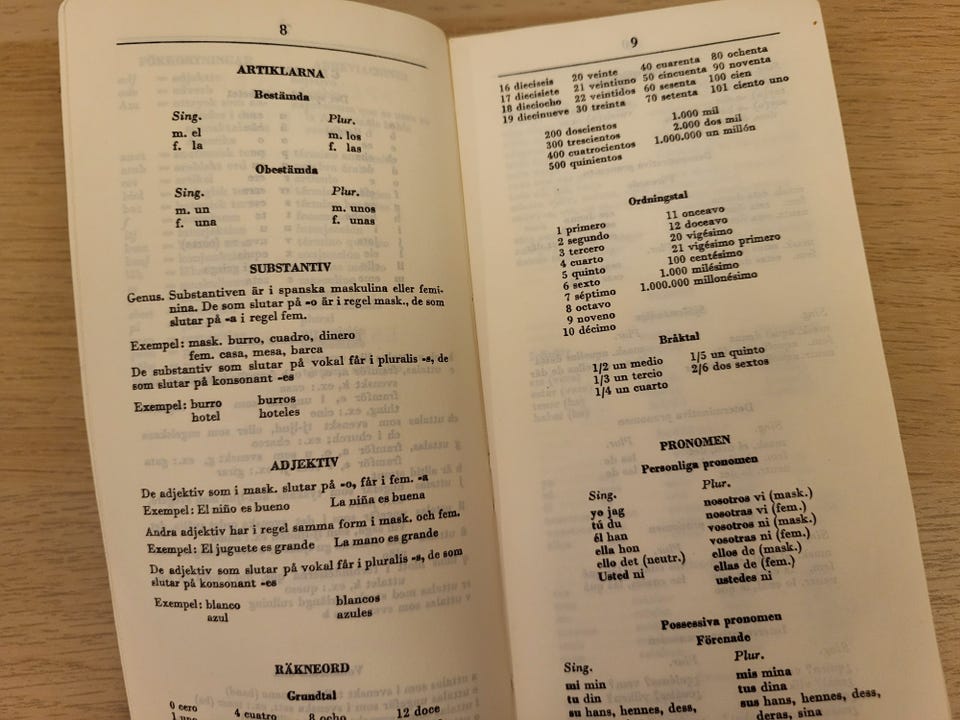 8
ARTIKLARNA
Bestämda
Sing. Plur.
m. el m. los
f. la f. las
Obestämda
Sing. Plur.
m. un m. unos
f. una f. unas
SUBSTANTIV
Genus. Substantiven är i spanska maskulina eller femi-
nina. De som slutar på -o är i regel mask., de som
slutar på -a i regel fem.
Exempel: mask. burro, cuadro, dinero
fem. casa, mesa, barca
De substantiv som slutar på vokal får i pluralis -s, de
som slutar på konsonant -es
Exempel: burro burros
hotel hoteles
ADJEKTIV
De adjektiv som i mask. slutar på -o, får i fem. -a
Exempel: El niño es bueno La niña es buena
Andra adjektiv har i regel samma form i mask. och fem.
Exempel: El juguete es grande La mano es grande
De adjektiv som slutar på vokal får i pluralis -s, de som
slutar på konsonant -es
Exempel: blanco blancos
azul azules
RÄKNEORD
Grundtal
0 cero 4 cuatro 8 ocho 12 doce
1 uno
9
16 dieciseis 20 veinte 40 cuarenta 80 ochenta
17 diecisiete 21 veintiuno 50 cincuenta 90 noventa
18 dieciocho 22 veintidos 60 sesenta 100 cien
19 diecinueve 30 treinta 70 setenta 101 ciento uno
200 doscientos 1.000 mil
300 trescientos 2.000 dos mil
400 cuatrocientos 1.000.000 un millón
500 quinientos
Ordningstal
1 primero 11 onceavo
2 segundo 12 doceavo
3 tercero 20 vigésimo
4 cuarto 21 vigésimo primero
5 quinto 100 centésimo
6 sexto 1.000 milésimo
7 séptimo 1.000.000 millonésimo
8 octavo
9 noveno
10 décimo
Bråktal
1/2 un medio 1/5 un quinto
1/3 un tercio 2/6 dos sextos
1/4 un cuarto
PRONOMEN
Personliga pronomen
Sing. Plur.
yo jag nosotros vi (mask.)
tú du nosotras vi (fem.)
él han vosotros ni (mask.)
ella hon vosotras ni (fem.)
ello det (neutr.) ellos de (mask.)
Usted ni ellas de (fem.)
ustedes ni
Possessiva pronomen
Förenade
Sing. Plur.
mi min mis mina
tu din tus dina
su hans, hennes, dess, sus hans, hennes, dess,
deras, sina